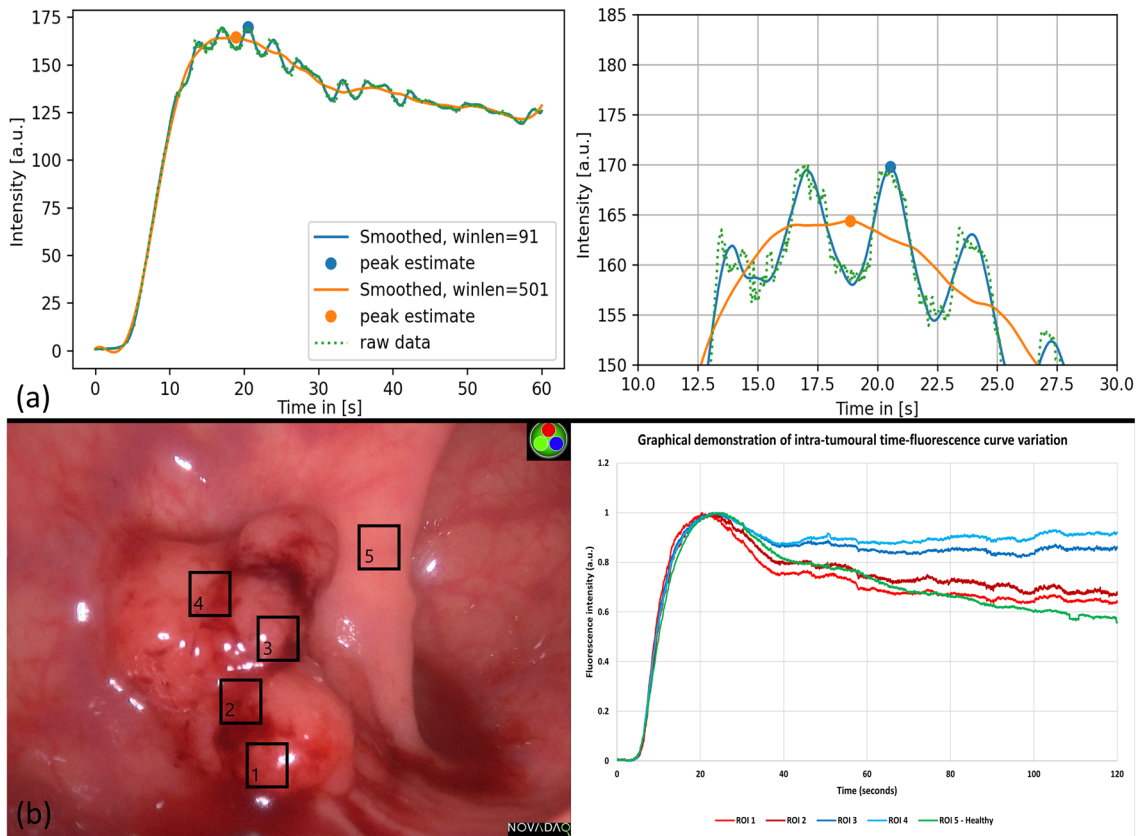 175
150
125
100
75
50
25
0
Intensity [a.u.]
Smoothed, winlen=91
peak estimate
Smoothed, winlen=501
peak estimate
raw data
0 10 20 30 40 50 60
Time in [s]
(a)
185
180
175
170
165
160
155
150
Intensity [a.u.]
10.0 12.5 15.0 17.5 20.0 22.5 25.0 27.5 30.0
Time in [s]
5
4
3
2
1
(b)
NOVADAQ
Graphical demonstration of intra-tumoural time-fluorescence curve variation
1.2
1
0.8
0.6
0.4
0.2
0
Fluorescence intensity (a.u.)
0 20 40 60 80 100 120
Time (seconds)
ROI 1 ROI 2 ROI 3 ROI 4 ROI 5 - Healthy